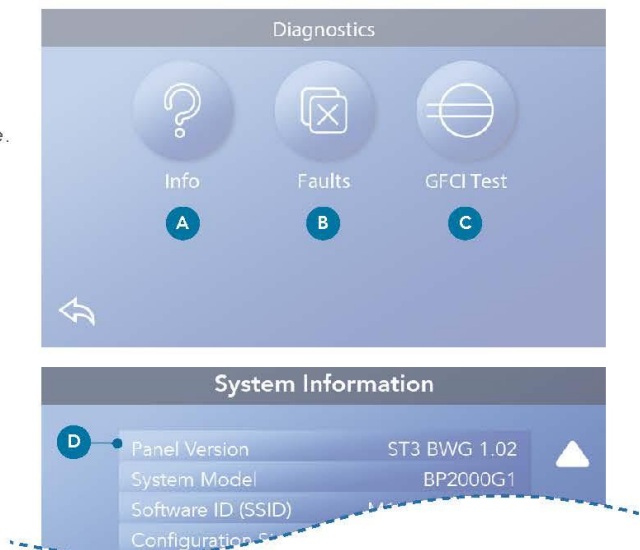 Diagnostics
e.
Info Faults GFCI Test
A B C
System Information
D Panel Version ST3 BWG 1.02
System Model BP2000G1
Software ID (SSID)
Configuration